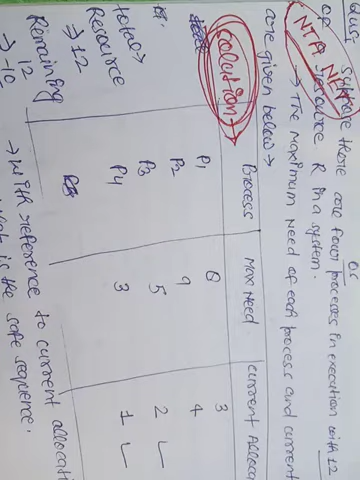 OS
Ques. Suppose there are four processes in execution with 12
NTA NET
of resource R in a system.
→ The maximum need of each process and current
are given below →
Solution →
Process Max Need Current Alloca
P1 8 3
P2 9 4
P3 5 2
P4 3 1
total →
Resource
⇒ 12
Remaining
12
→ -10
→ with reference to current allocati
is the safe sequence.